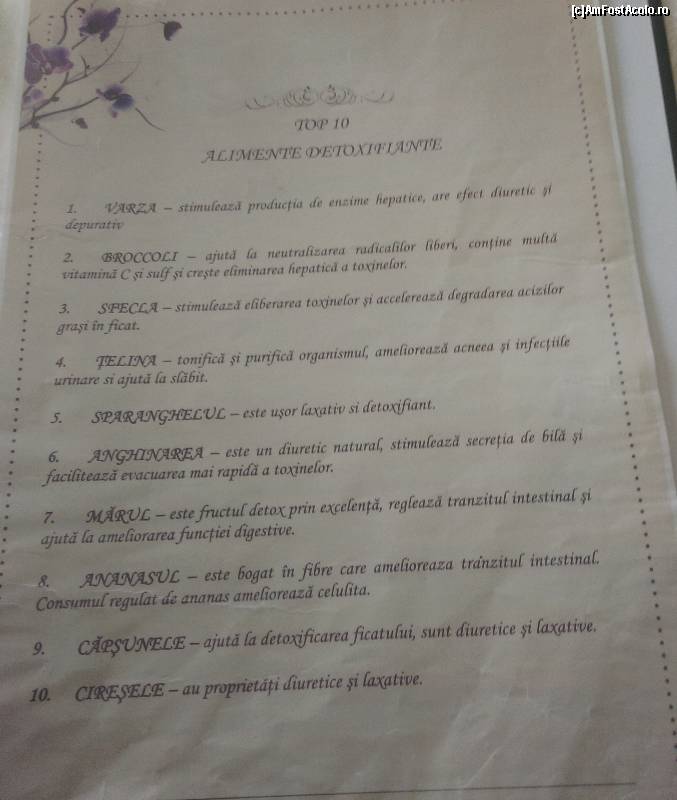 [c]AmFostAcolo.ro
TOP 10
ALIMENTE DETOXIFIANTE
1. VARZA – stimulează producția de enzime hepatice, are efect diuretic și
depurativ
2. BROCCOLI – ajută la neutralizarea radicalilor liberi, conține multă
vitamină C și sulf și crește eliminarea hepatică a toxinelor.
3. SFECLA – stimulează eliberarea toxinelor și accelerează degradarea acizilor
grași în ficat.
4. ȚELINA – tonifică și purifică organismul, ameliorează acneea și infecțiile
urinare si ajută la slăbit.
5. SPARANGHELUL – este ușor laxativ si detoxifiant.
6. ANGHINAREA – este un diuretic natural, stimulează secreția de bilă și
facilitează evacuarea mai rapidă a toxinelor.
7. MĂRUL – este fructul detox prin excelență, reglează tranzitul intestinal și
ajută la ameliorarea funcției digestive.
8. ANANASUL – este bogat în fibre care amelioreaza tranzitul intestinal.
Consumul regulat de ananas ameliorează celulita.
9. CĂPȘUNELE – ajută la detoxificarea ficatului, sunt diuretice și laxative.
10. CIREȘELE – au proprietăți diuretice și laxative.